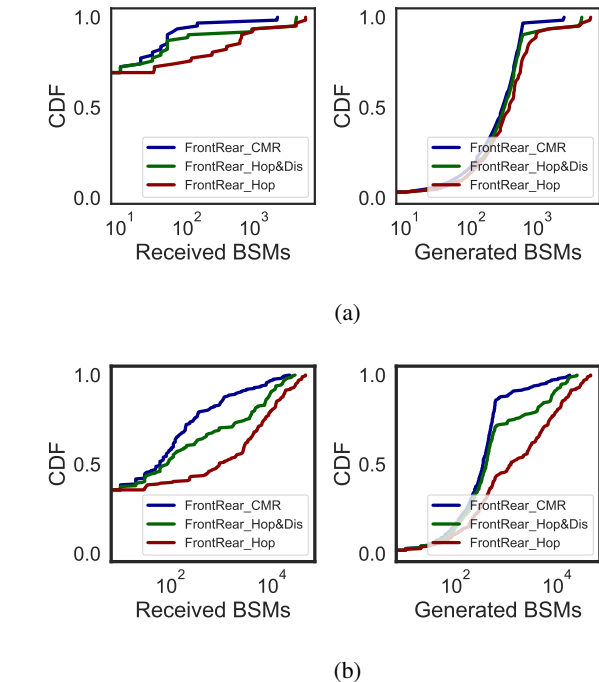 1.0
0.5
0.0
CDF
FrontRear_CMR
FrontRear_Hop&Dis
FrontRear_Hop
10^1
10^2
10^3
Received BSMs
1.0
0.5
0.0
CDF
FrontRear_CMR
FrontRear_Hop&Dis
FrontRear_Hop
10^1
10^2
10^3
Generated BSMs
(a)
1.0
0.5
0.0
CDF
FrontRear_CMR
FrontRear_Hop&Dis
FrontRear_Hop
10^2
10^4
Received BSMs
1.0
0.5
0.0
CDF
FrontRear_CMR
FrontRear_Hop&Dis
FrontRear_Hop
10^2
10^4
Generated BSMs
(b)